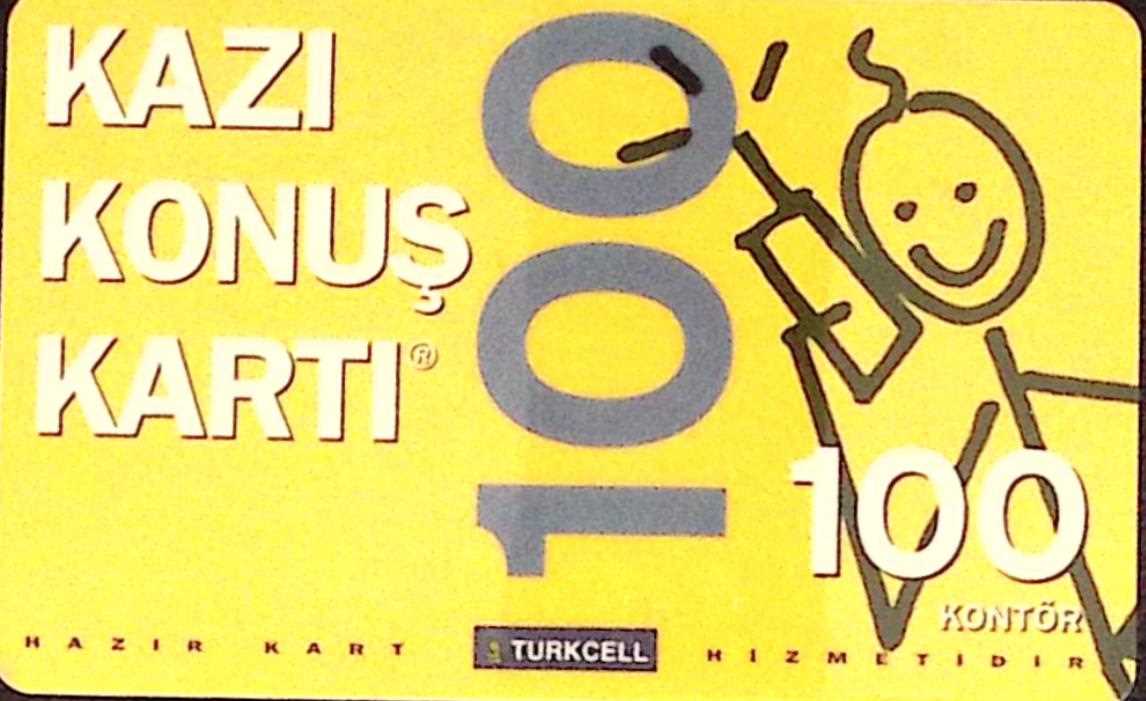 KAZI
KONUŞ
KARTI®
100
100
KONTÖR
HAZIR KART TURKCELL HİZMETİDİR